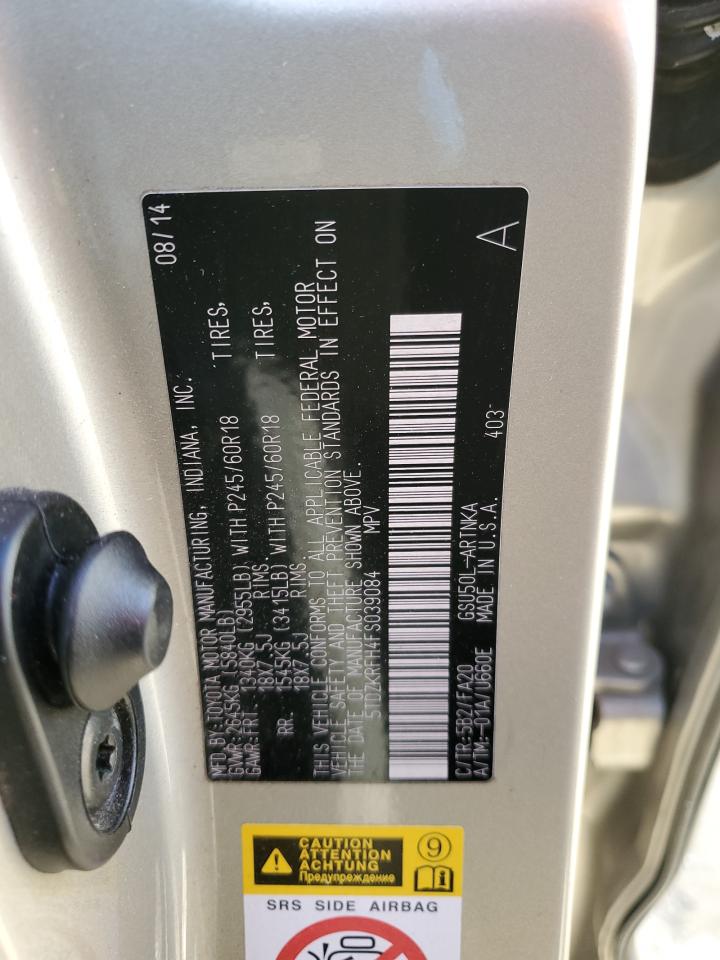 MFD.BY:TOYOTA MOTOR MANUFACTURING, INDIANA, INC. 08/14
GVWR:2645KG (5840LB)
GAWR:FRT. 1340KG (2955LB) WITH P245/60R18 TIRES,
18X7.5J RIMS.
RR. 1545KG (3415LB) WITH P245/60R18 TIRES,
18X7.5J RIMS.
THIS VEHICLE CONFORMS TO ALL APPLICABLE FEDERAL MOTOR
VEHICLE SAFETY AND THEFT PREVENTION STANDARDS IN EFFECT ON
THE DATE OF MANUFACTURE SHOWN ABOVE.
5TDZKRFH4FS039084 MPV
C/TR:5B2/FA20 GSU50L-ARTNKA 403- A
A/TM:-01A/U660E MADE IN U.S.A.
CAUTION
ATTENTION
ACHTUNG
Предупреждение
9
SRS SIDE AIRBAG